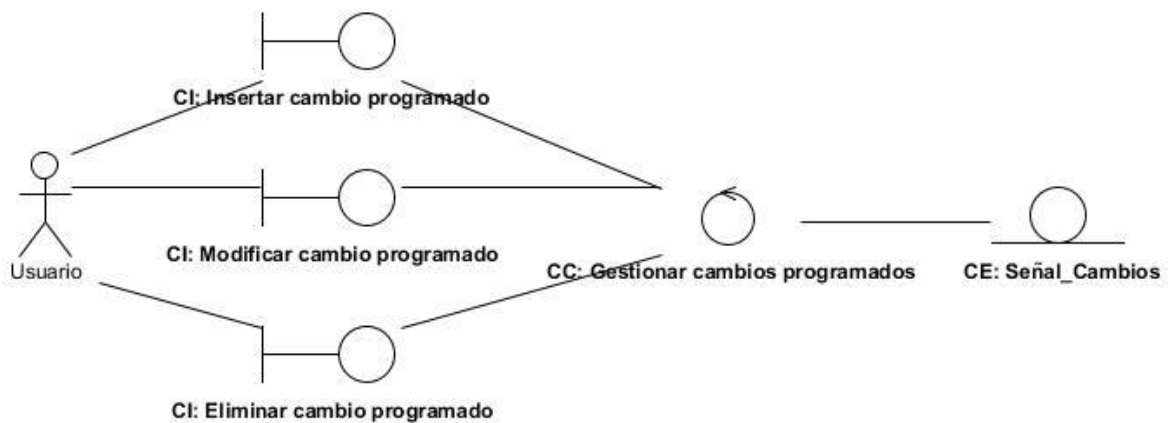 CI: Insertar cambio programado
Usuario
CI: Modificar cambio programado
CC: Gestionar cambios programados
CE: Señal_Cambios
CI: Eliminar cambio programado